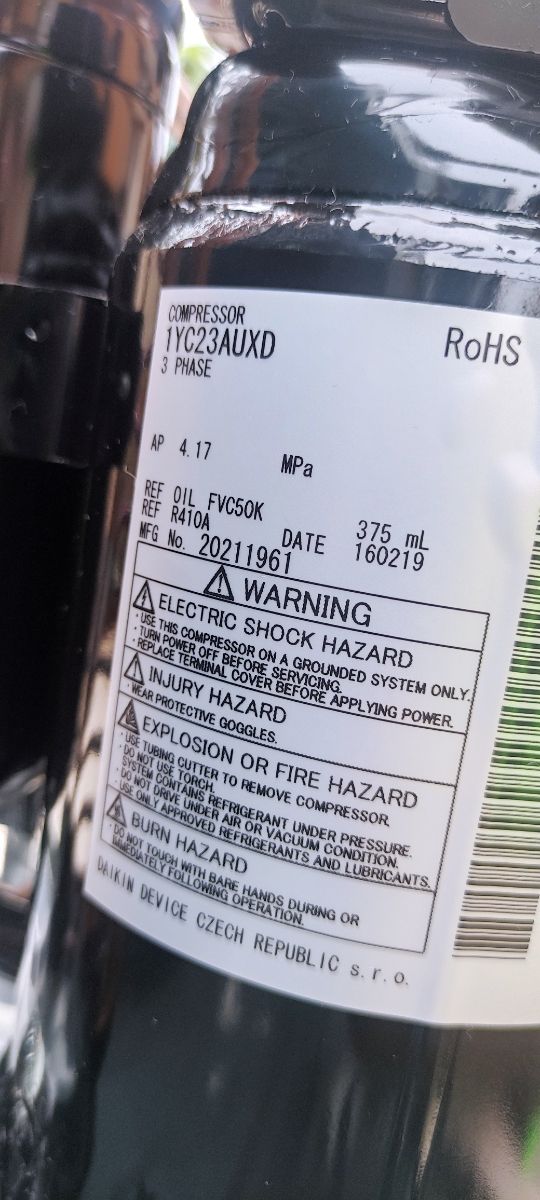 COMPRESSOR
1YC23AUXD RoHS
3 PHASE
AP 4.17 MPa
REF OIL FVC50K 375 mL
REF R410A DATE 160219
MFG No. 20211961
WARNING
ELECTRIC SHOCK HAZARD
· USE THIS COMPRESSOR ON A GROUNDED SYSTEM ONLY.
· TURN POWER OFF BEFORE SERVICING.
· REPLACE TERMINAL COVER BEFORE APPLYING POWER.
INJURY HAZARD
· WEAR PROTECTIVE GOGGLES.
EXPLOSION OR FIRE HAZARD
· USE TUBING CUTTER TO REMOVE COMPRESSOR.
· DO NOT USE TORCH.
SYSTEM CONTAINS REFRIGERANT UNDER PRESSURE.
· DO NOT DRIVE UNDER AIR OR VACUUM CONDITION.
· USE ONLY APPROVED REFRIGERANTS AND LUBRICANTS.
BURN HAZARD
· DO NOT TOUCH WITH BARE HANDS DURING OR
IMMEDIATELY FOLLOWING OPERATION.
DAIKIN DEVICE CZECH REPUBLIC s.r.o.